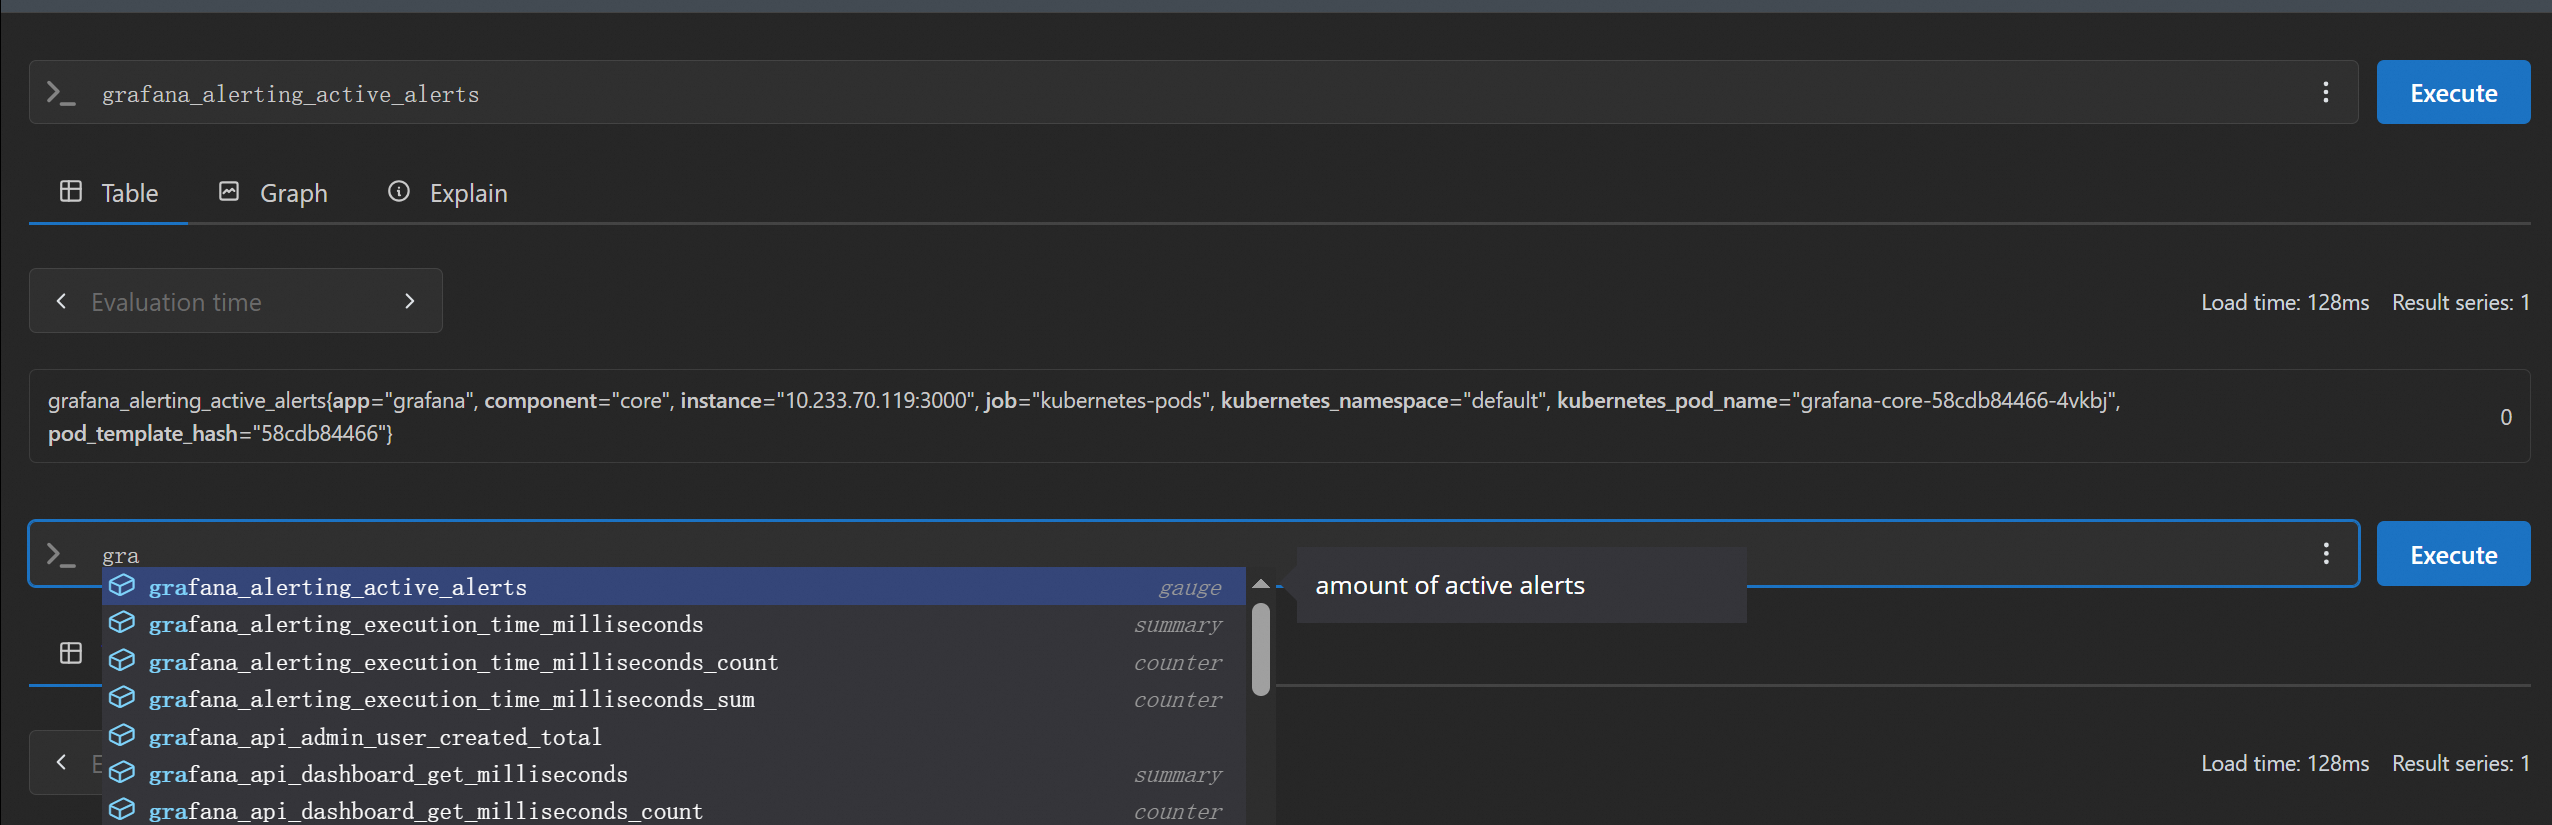 grafana_alerting_active_alerts
Execute
Table
Graph
Explain
Evaluation time
Load time: 128ms
Result series: 1
grafana_alerting_active_alerts{app="grafana", component="core", instance="10.233.70.119:3000", job="kubernetes-pods", kubernetes_namespace="default", kubernetes_pod_name="grafana-core-58cdb84466-4vkbj",
pod_template_hash="58cdb84466"}
0
gra
Execute
grafana_alerting_active_alerts gauge
amount of active alerts
grafana_alerting_execution_time_milliseconds summary
grafana_alerting_execution_time_milliseconds_count counter
grafana_alerting_execution_time_milliseconds_sum counter
grafana_api_admin_user_created_total
grafana_api_dashboard_get_milliseconds summary
E
Load time: 128ms
Result series: 1
grafana_api_dashboard_get_milliseconds_count counter